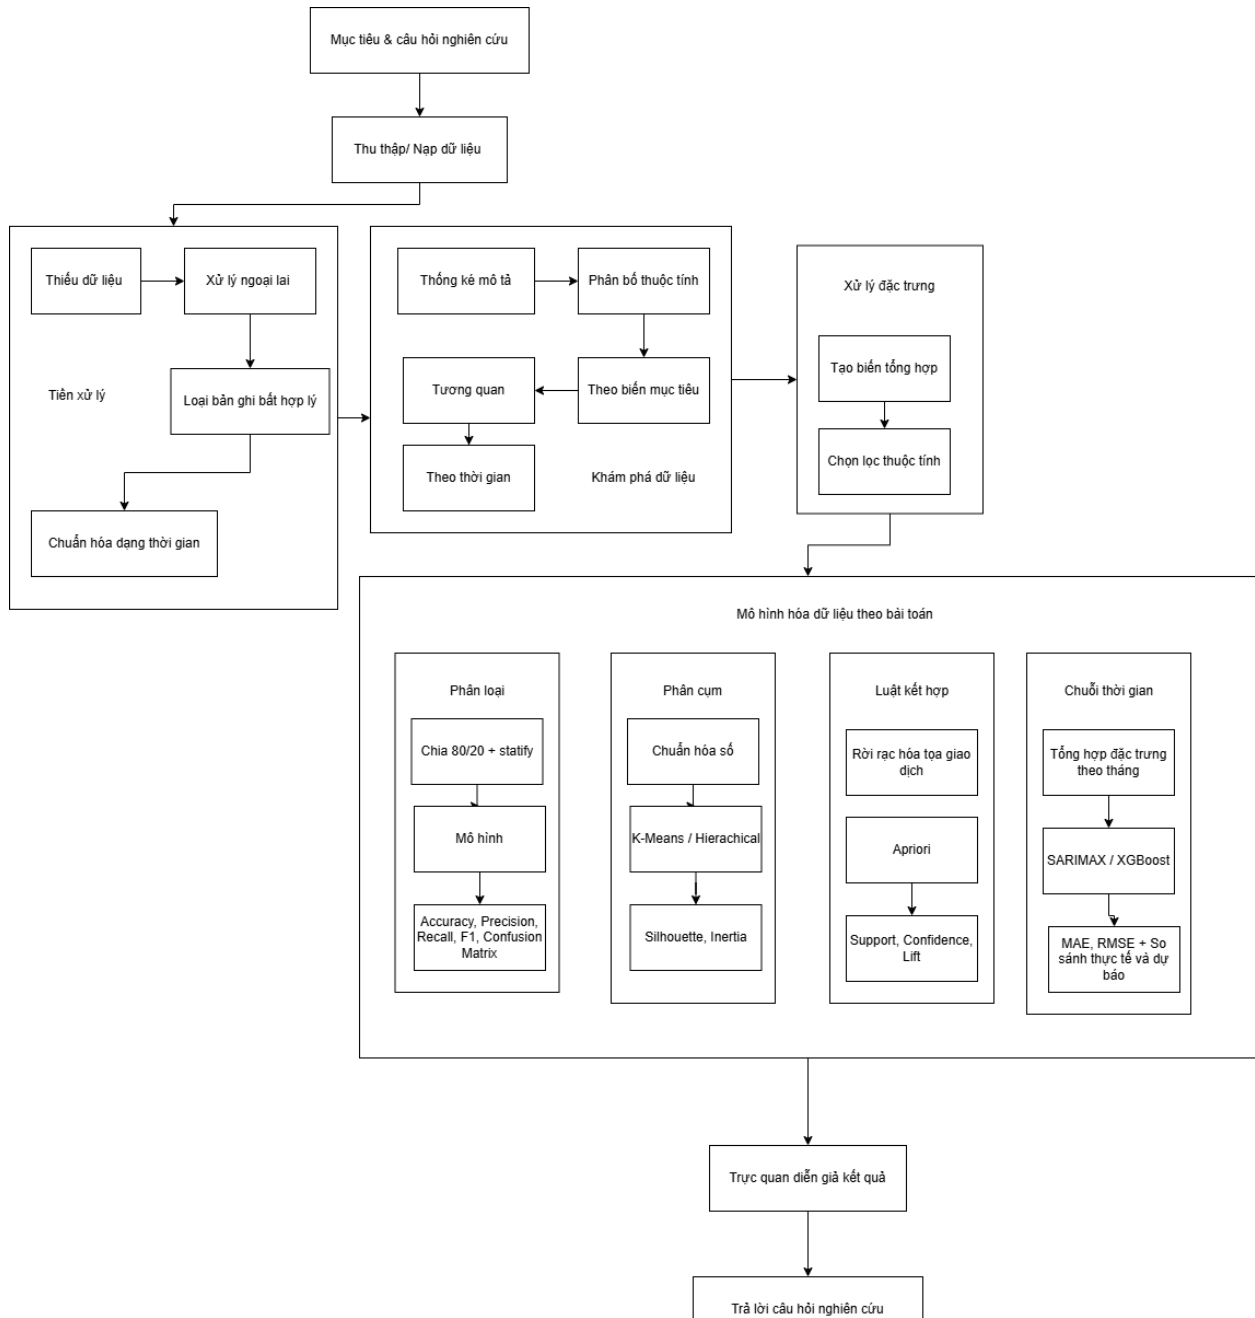 Mục tiêu & câu hỏi nghiên cứu
Thu thập/ Nạp dữ liệu
Thiếu dữ liệu
Xử lý ngoại lai
Tiền xử lý
Loại bản ghi bất hợp lý
Chuẩn hóa dạng thời gian
Thống ké mô tả
Phân bố thuộc tính
Tương quan
Theo biến mục tiêu
Theo thời gian
Khám phá dữ liệu
Xử lý đặc trưng
Tạo biến tổng hợp
Chọn lọc thuộc tính
Mô hình hóa dữ liệu theo bài toán
Phân loại
Chia 80/20 + statify
Mô hình
Accuracy, Precision,
Recall, F1, Confusion
Matrix
Phân cụm
Chuẩn hóa số
K-Means / Hierachical
Silhouette, Inertia
Luật kết hợp
Rời rạc hóa tọa giao
dịch
Apriori
Support, Confidence,
Lift
Chuỗi thời gian
Tổng hợp đặc trưng
theo tháng
SARIMAX / XGBoost
MAE, RMSE + So
sánh thực tế và dự
báo
Trực quan diễn giả kết quả
Trả lời câu hỏi nghiên cứu